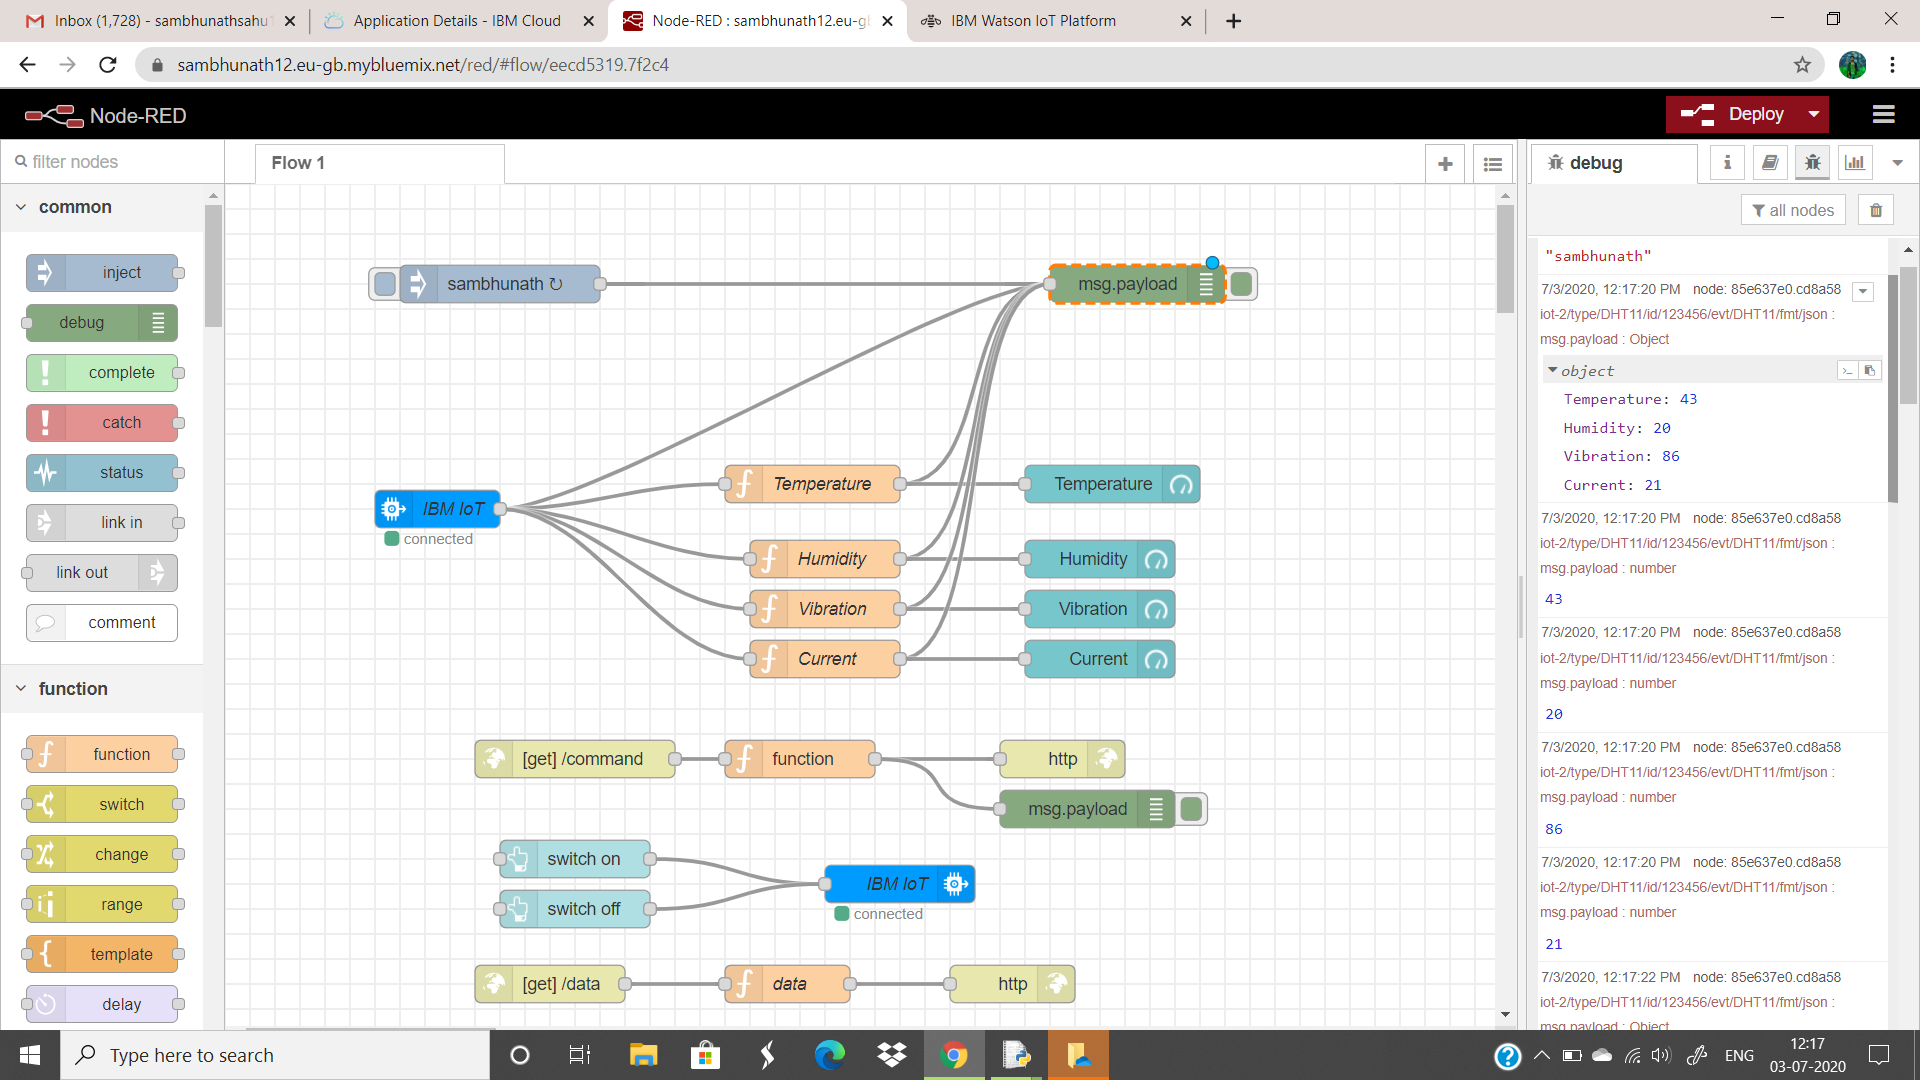 Inbox (1,728) - sambhunathsahu1
Application Details - IBM Cloud
Node-RED : sambhunath12.eu-gb
IBM Watson IoT Platform
sambhunath12.eu-gb.mybluemix.net/red/#flow/eecd5319.7f2c4
Node-RED
Deploy
filter nodes
Flow 1
debug
i
common
all nodes
inject
debug
complete
catch
status
link in
link out
comment
function
function
switch
change
range
template
delay
sambhunath ↻
msg.payload
IBM IoT
connected
Temperature
Temperature
Humidity
Humidity
Vibration
Vibration
Current
Current
[get] /command
function
http
msg.payload
switch on
switch off
IBM IoT
connected
[get] /data
data
http
"sambhunath"
7/3/2020, 12:17:20 PM node: 85e637e0.cd8a58
iot-2/type/DHT11/id/123456/evt/DHT11/fmt/json :
msg.payload : Object
object
Temperature: 43
Humidity: 20
Vibration: 86
Current: 21
7/3/2020, 12:17:20 PM node: 85e637e0.cd8a58
iot-2/type/DHT11/id/123456/evt/DHT11/fmt/json :
msg.payload : number
43
7/3/2020, 12:17:20 PM node: 85e637e0.cd8a58
iot-2/type/DHT11/id/123456/evt/DHT11/fmt/json :
msg.payload : number
20
7/3/2020, 12:17:20 PM node: 85e637e0.cd8a58
iot-2/type/DHT11/id/123456/evt/DHT11/fmt/json :
msg.payload : number
86
7/3/2020, 12:17:20 PM node: 85e637e0.cd8a58
iot-2/type/DHT11/id/123456/evt/DHT11/fmt/json :
msg.payload : number
21
7/3/2020, 12:17:22 PM node: 85e637e0.cd8a58
iot-2/type/DHT11/id/123456/evt/DHT11/fmt/json :
msg.payload : Object
Type here to search
ENG
12:17
03-07-2020